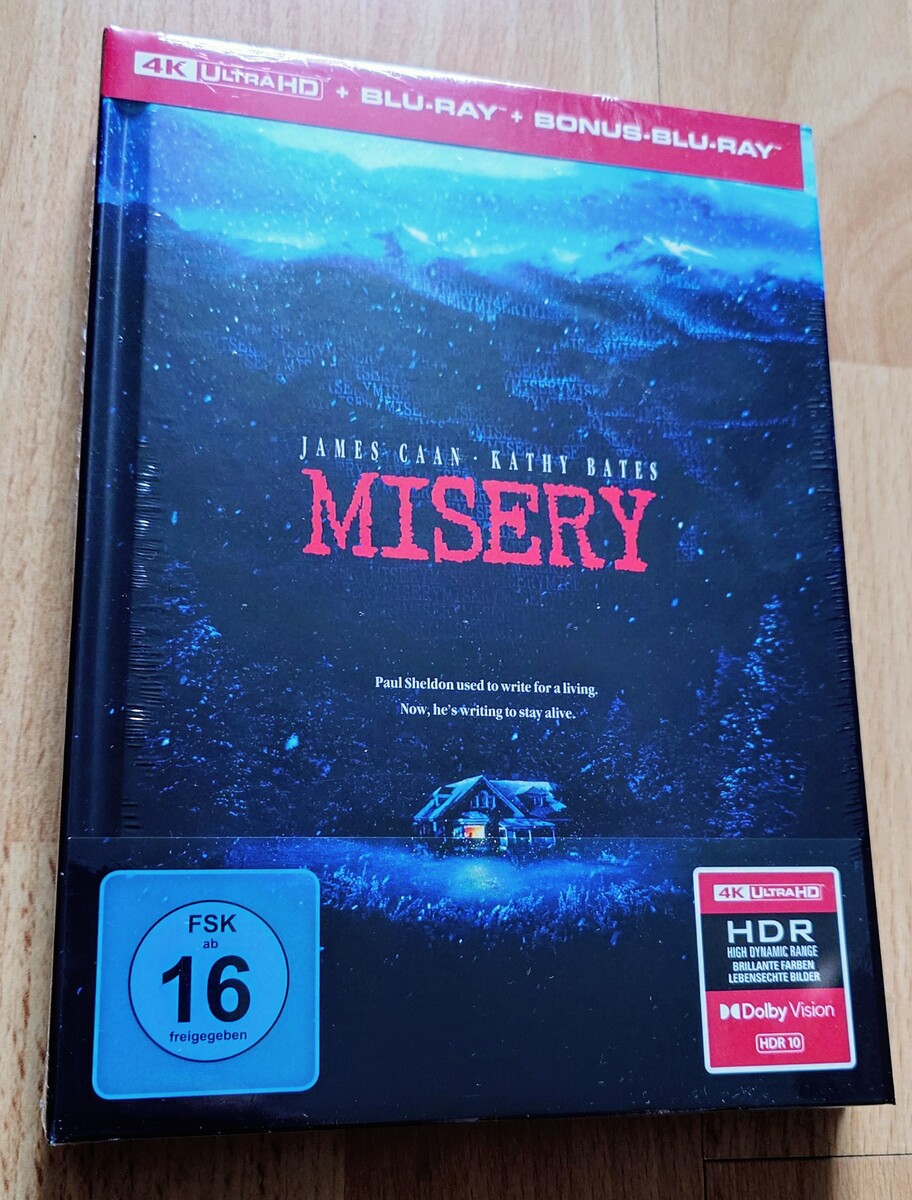 4K ULTRA HD + BLU-RAY™ + BONUS-BLU-RAY™
JAMES CAAN · KATHY BATES
MISERY
Paul Sheldon used to write for a living.
Now, he's writing to stay alive.
FSK
ab
16
freigegeben
4K ULTRA HD
HDR
HIGH DYNAMIC RANGE
BRILLANTE FARBEN
LEBENSECHTE BILDER
Dolby Vision
HDR 10